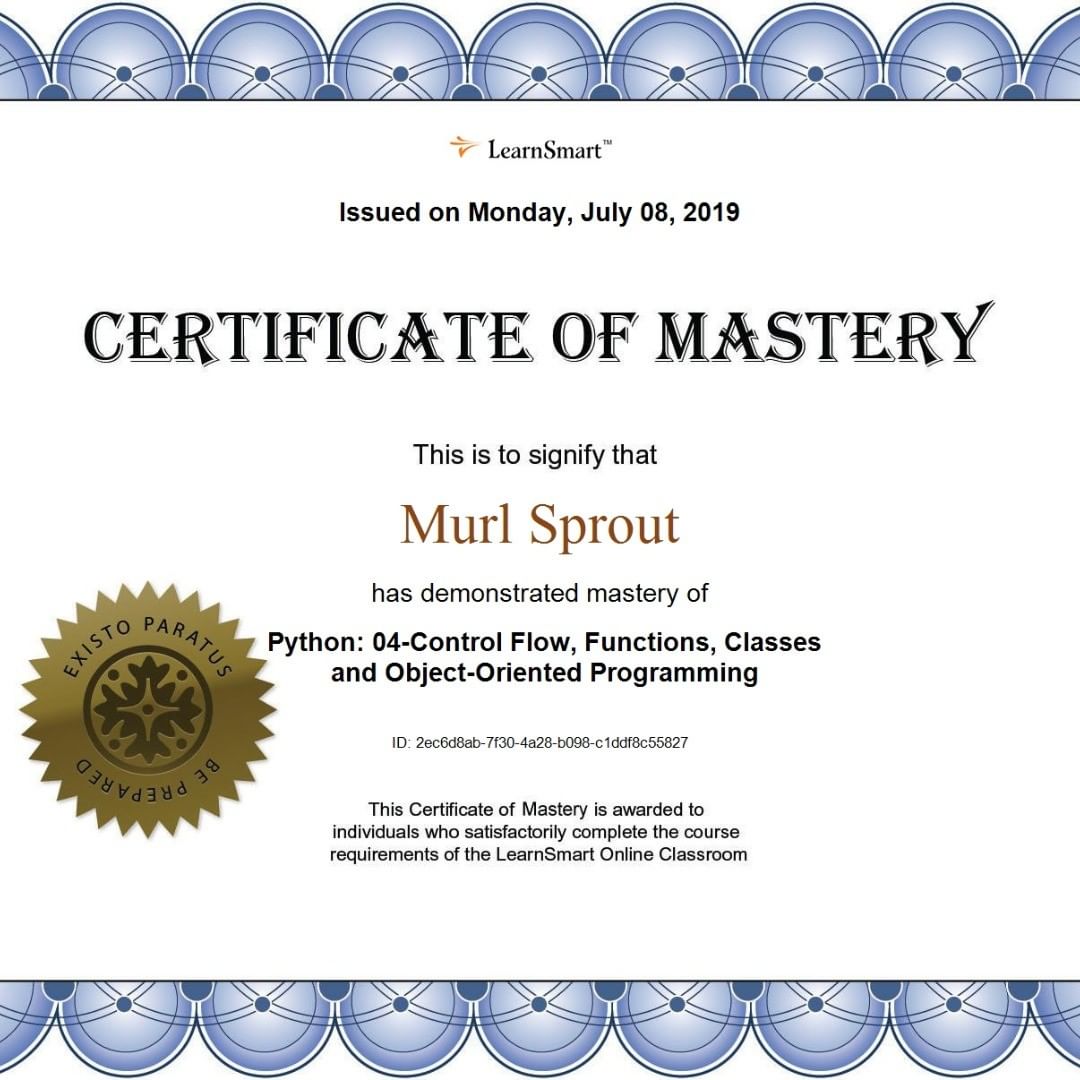 LearnSmart™
Issued on Monday, July 08, 2019
CERTIFICATE OF MASTERY
This is to signify that
Murl Sprout
has demonstrated mastery of
Python: 04-Control Flow, Functions, Classes
and Object-Oriented Programming
EXISTO PARATUS
BE PREPARED
ID: 2ec6d8ab-7f30-4a28-b098-c1ddf8c55827
This Certificate of Mastery is awarded to
individuals who satisfactorily complete the course
requirements of the LearnSmart Online Classroom